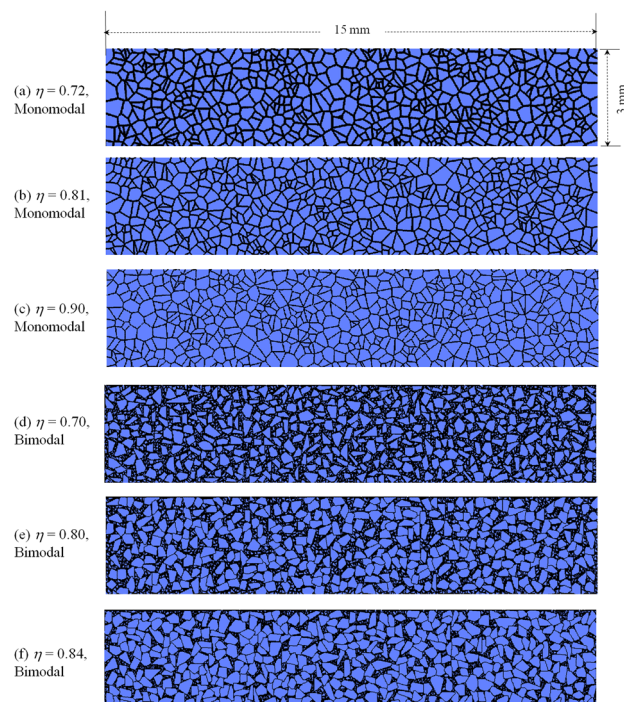 15 mm
3 mm
(a) η = 0.72,
Monomodal
(b) η = 0.81,
Monomodal
(c) η = 0.90,
Monomodal
(d) η = 0.70,
Bimodal
(e) η = 0.80,
Bimodal
(f) η = 0.84,
Bimodal